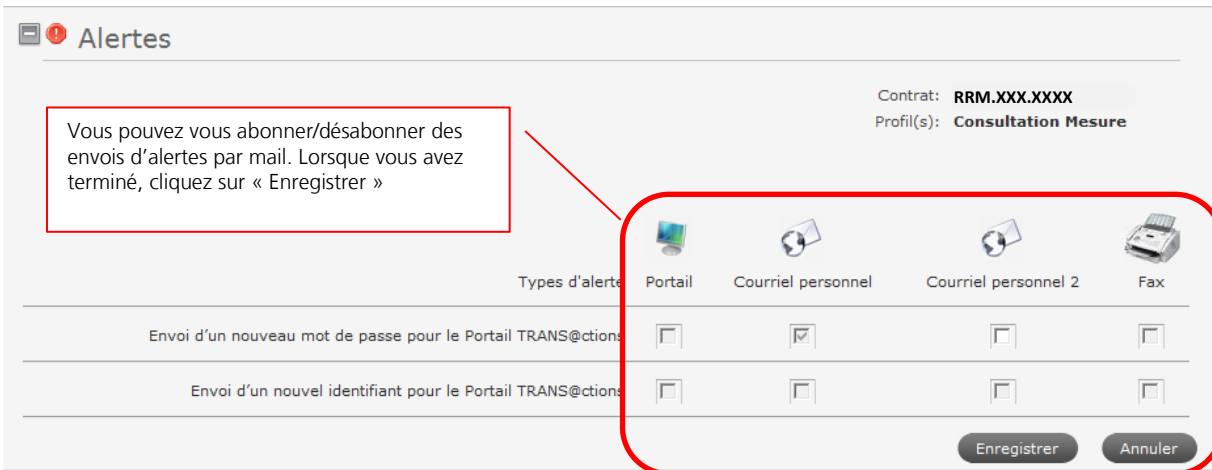 Alertes
Contrat: RRM.XXX.XXXX
Profil(s): Consultation Mesure
Vous pouvez vous abonner/désabonner des
envois d'alertes par mail. Lorsque vous avez
terminé, cliquez sur « Enregistrer »
Types d'alerte Portail Courriel personnel Courriel personnel 2 Fax
Envoi d'un nouveau mot de passe pour le Portail TRANS@ctions
Envoi d'un nouvel identifiant pour le Portail TRANS@ctions
Enregistrer Annuler